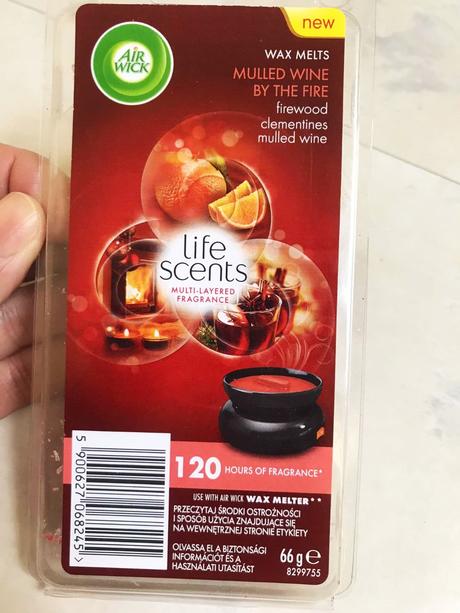 new
AIR
WICK
WAX MELTS
MULLED WINE
BY THE FIRE
firewood
clementines
mulled wine
life
scents
MULTI-LAYERED
FRAGRANCE
120 HOURS OF FRAGRANCE*
USE WITH AIR WICK WAX MELTER**
PRZECZYTAJ ŚRODKI OSTROŻNOŚCI
I SPOSÓB UŻYCIA ZNAJDUJĄCE SIĘ
NA WEWNĘTRZNEJ STRONIE ETYKIETY
OLVASSA EL A BIZTONSÁGI
INFORMÁCIÓT ÉS A
HASZNÁLATI UTASÍTÁST
66 g e
8299755
5 900627 068245 >